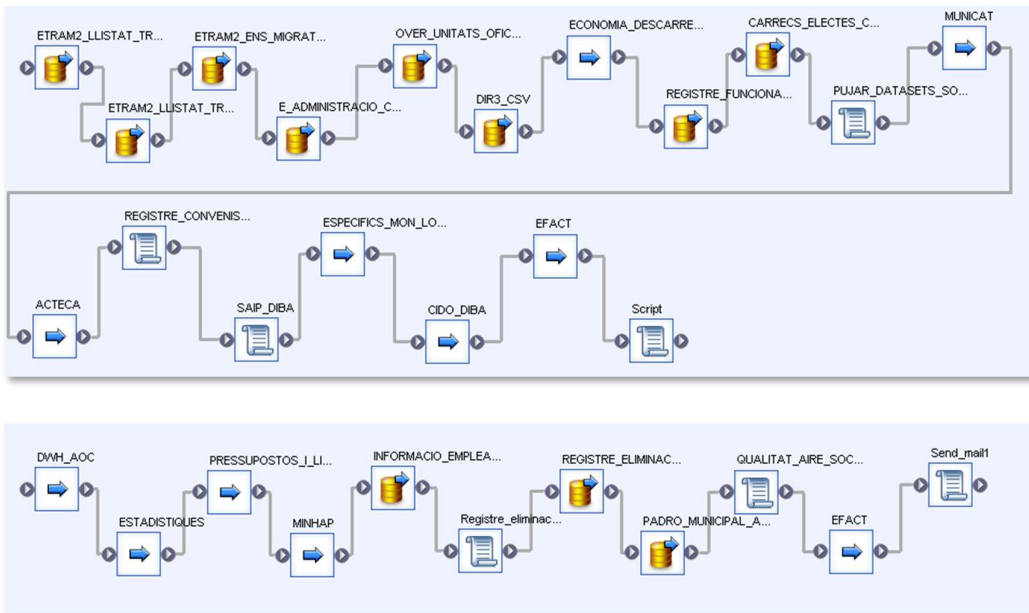 ETRAM2_LLISTAT_TR...
ETRAM2_LLISTAT_TR...
ETRAM2_ENS_MIGRAT...
E_ADMINISTRACIO_C...
OVER_UNITATS_OFIC...
DIR3_CSV
ECONOMIA_DESCARRE...
REGISTRE_FUNCIONA...
CARRECS_ELECTES_C...
PUJAR_DATASETS_SO...
MUNICAT
ACTECA
REGISTRE_CONVENIS...
SAIP_DIBA
ESPECIFICS_MON_LO...
CIDO_DIBA
EFACT
Script
DWH_AOC
ESTADISTIQUES
PRESSUPOSTOS_I_LI...
MINHAP
INFORMACIO_EMPLEA...
Registre_eliminac...
REGISTRE_ELIMINAC...
PADRO_MUNICIPAL_A...
QUALITAT_AIRE_SOC...
EFACT
Send_mail1